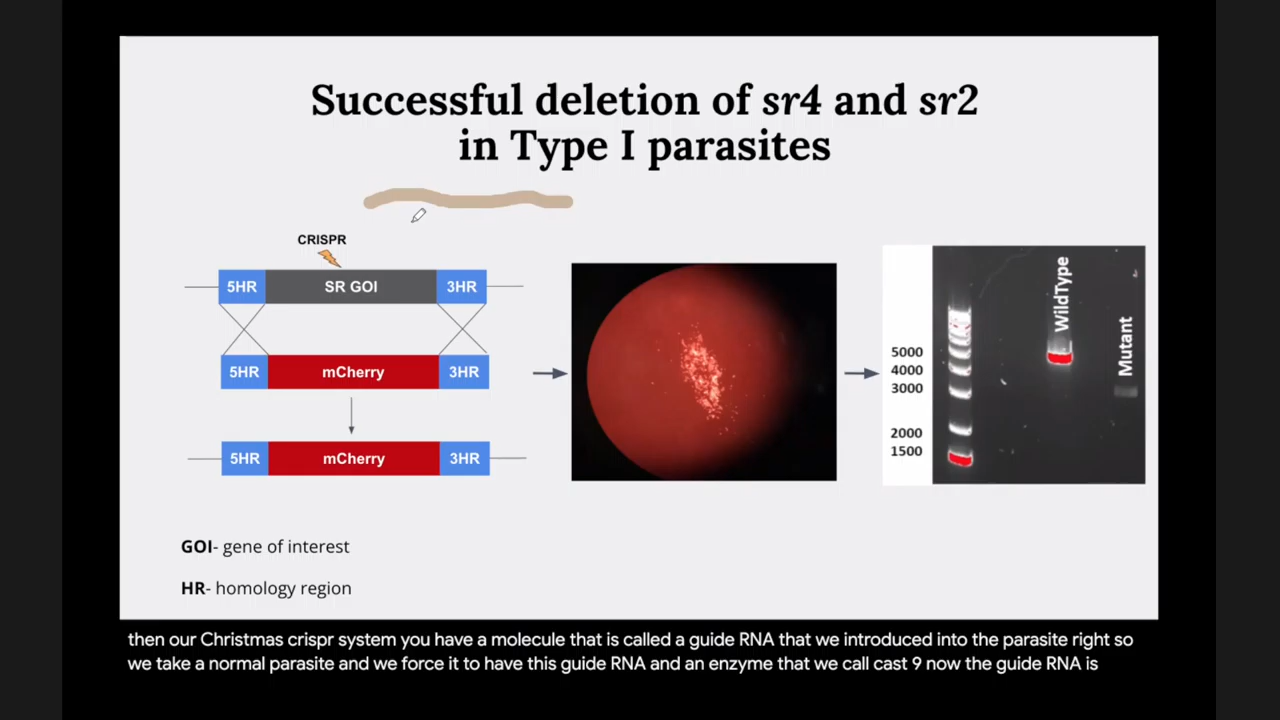 Successful deletion of sr4 and sr2
in Type I parasites
CRISPR
5HR SR GOI 3HR
5HR mCherry 3HR
5HR mCherry 3HR
WildType
Mutant
5000
4000
3000
2000
1500
GOI- gene of interest
HR- homology region
then our Christmas crispr system you have a molecule that is called a guide RNA that we introduced into the parasite right so
we take a normal parasite and we force it to have this guide RNA and an enzyme that we call cast 9 now the guide RNA is